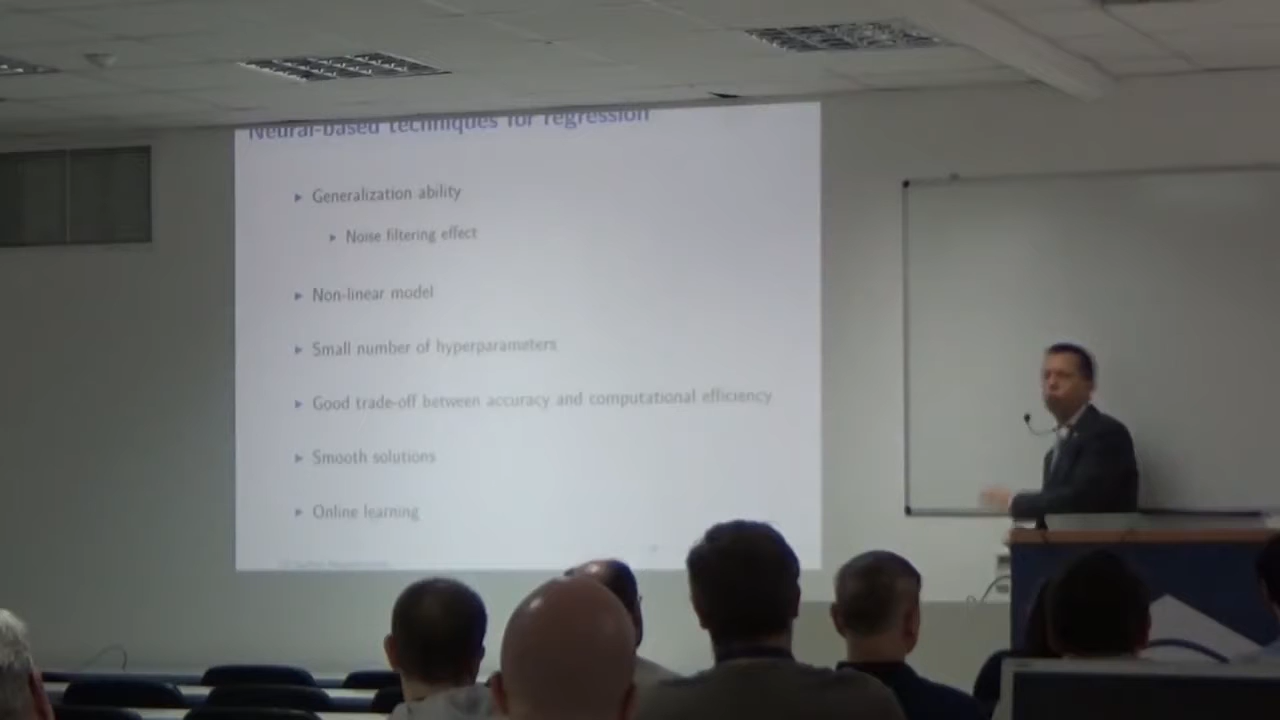 Neural-based techniques for regression
Generalization ability
Noise filtering effect
Non-linear model
Small number of hyperparameters
Good trade-off between accuracy and computational efficiency
Smooth solutions
Online learning